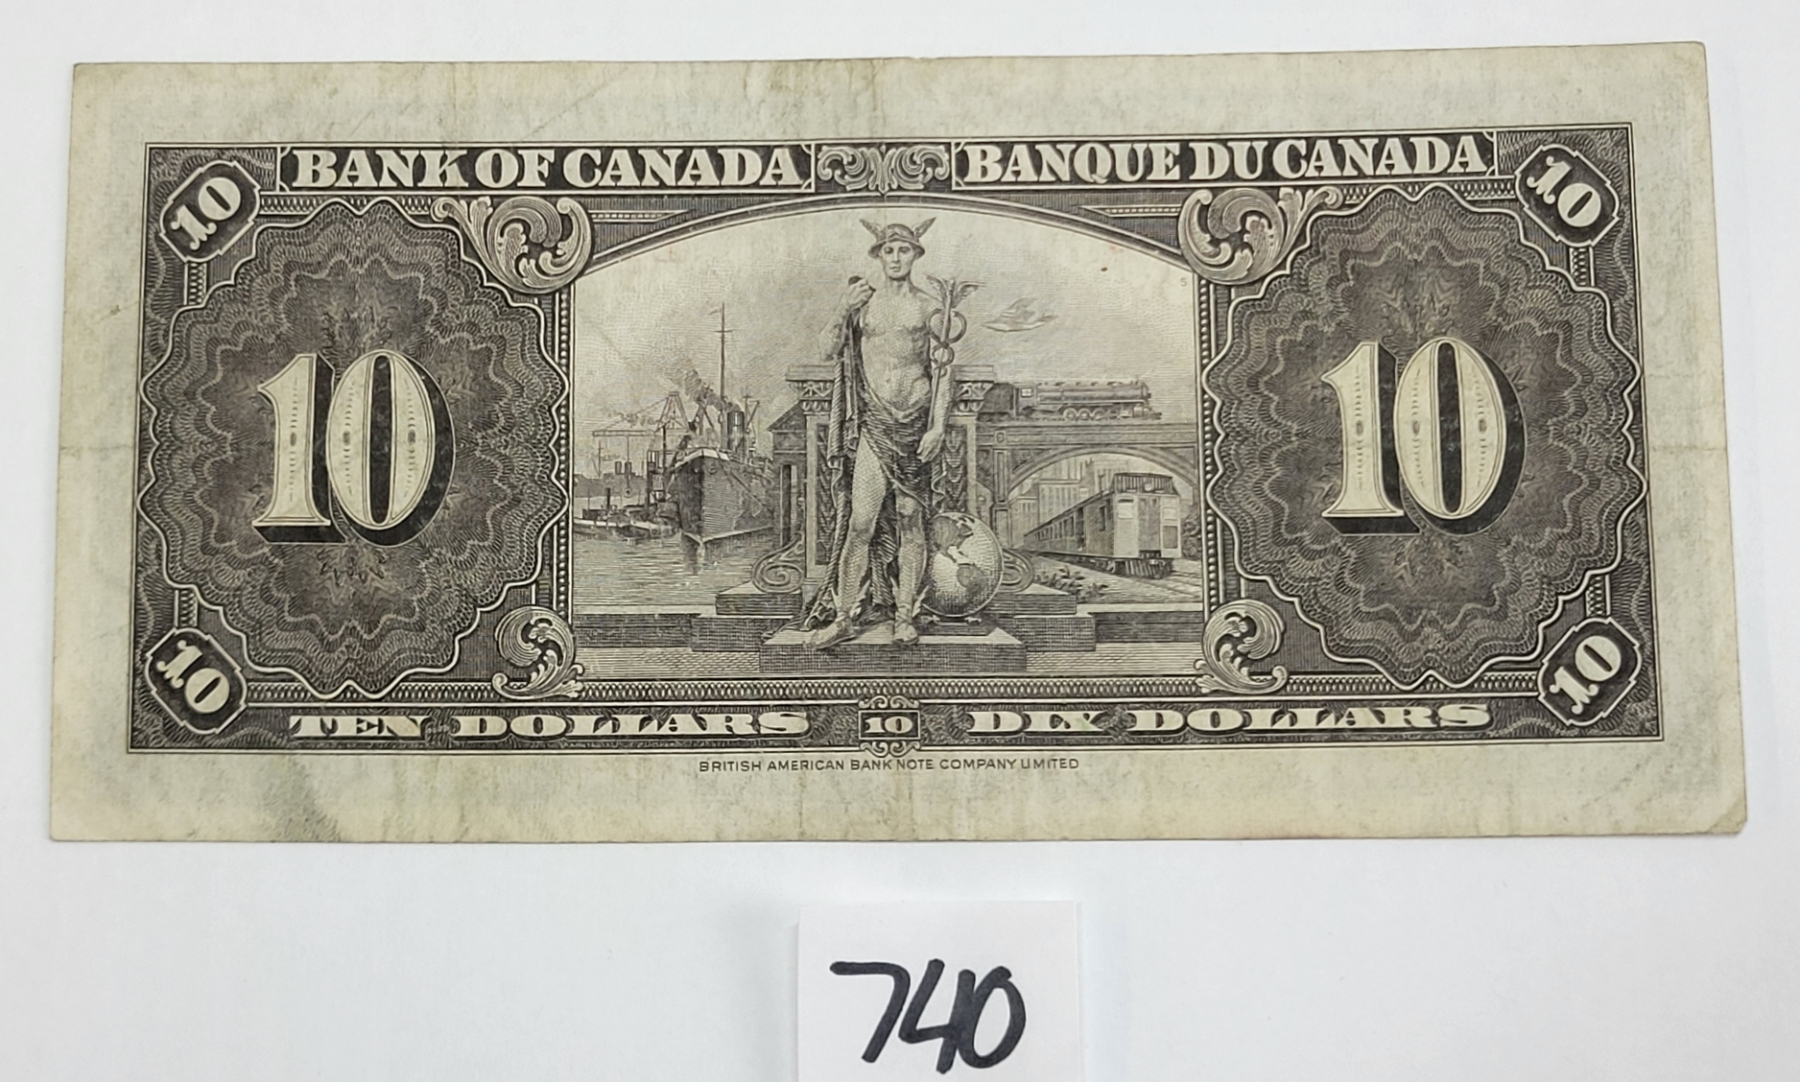 10 BANK OF CANADA BANQUE DU CANADA 10
5
10 10
10 TEN DOLLARS 10 DIX DOLLARS 10
BRITISH AMERICAN BANK NOTE COMPANY LIMITED
740